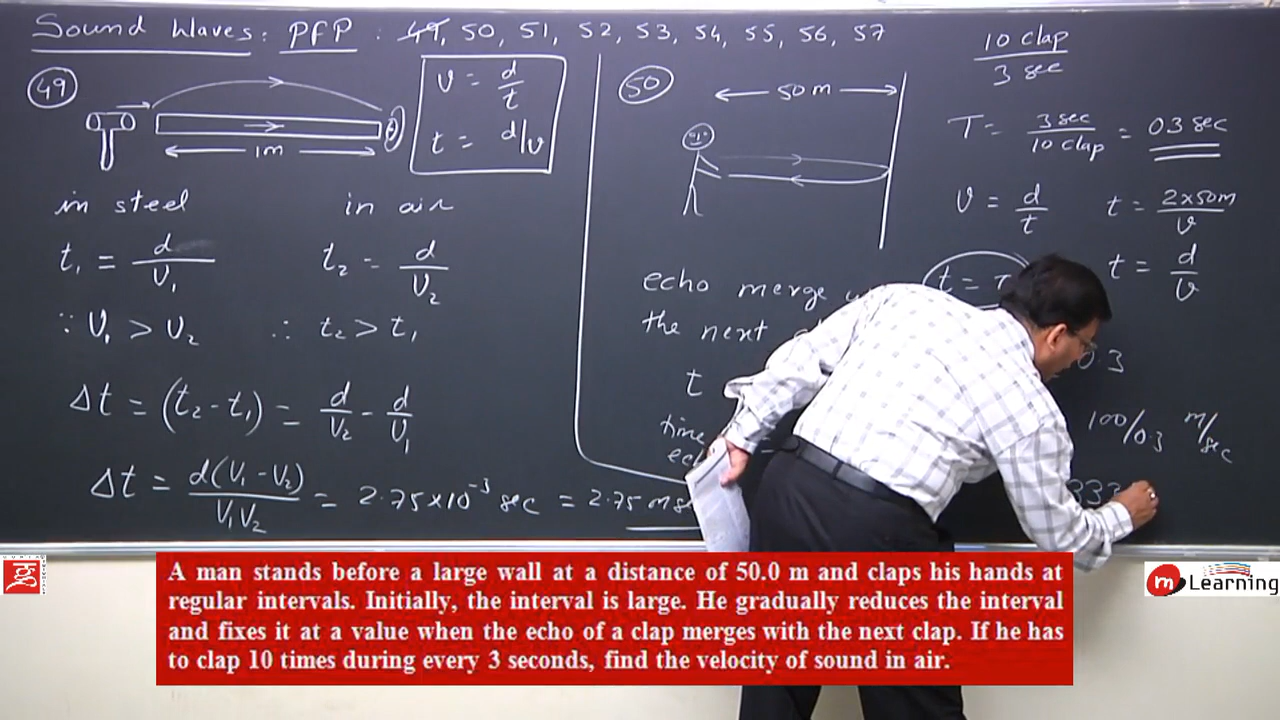 Sound Waves: PFP : 49, 50, 51, 52, 53, 54, 55, 56, 57
49
1m
v = d/t
t = d/v
in steel in air
t₁ = d/V₁ t₂ = d/V₂
∵ V₁ > V₂ ∴ t₂ > t₁
Δt = (t₂ - t₁) = d/V₂ - d/V₁
Δt = d(V₁ - V₂)/V₁V₂ = 2.75×10⁻³ sec = 2.75 ms
50
50 m
echo merge
the next
t
time
10 clap/3 sec
T = 3 sec/10 clap = 03 sec
v = d/t t = 2×50m/v
t = t = d/v
0.3
100/0.3 m/sec
333
A man stands before a large wall at a distance of 50.0 m and claps his hands at
regular intervals. Initially, the interval is large. He gradually reduces the interval
and fixes it at a value when the echo of a clap merges with the next clap. If he has
to clap 10 times during every 3 seconds, find the velocity of sound in air.
m Learning